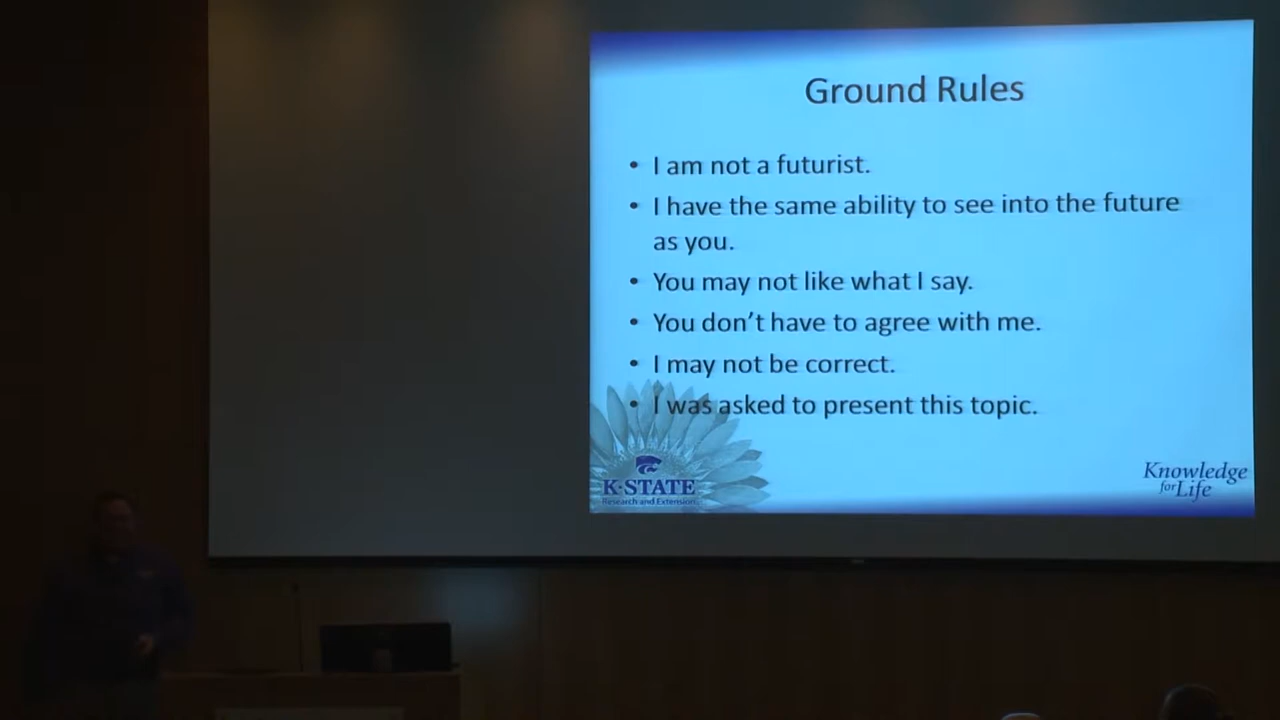 Ground Rules
• I am not a futurist.
• I have the same ability to see into the future
as you.
• You may not like what I say.
• You don't have to agree with me.
• I may not be correct.
• I was asked to present this topic.
K-STATE
Research and Extension
Knowledge
for Life